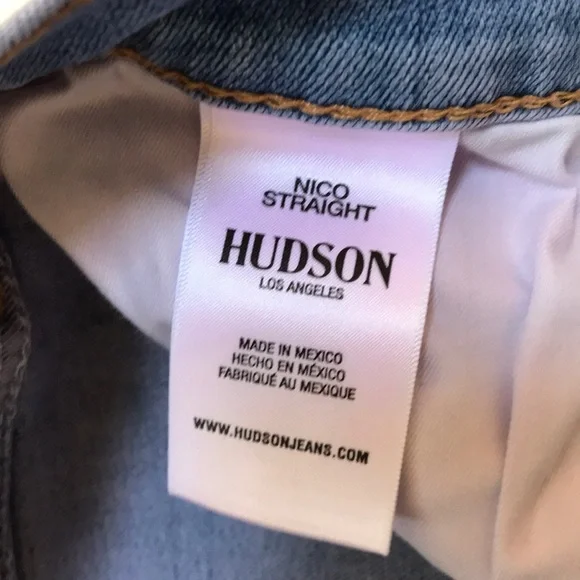 NICO
STRAIGHT
HUDSON
LOS ANGELES
MADE IN MEXICO
HECHO EN MÉXICO
FABRIQUÉ AU MEXIQUE
WWW.HUDSONJEANS.COM